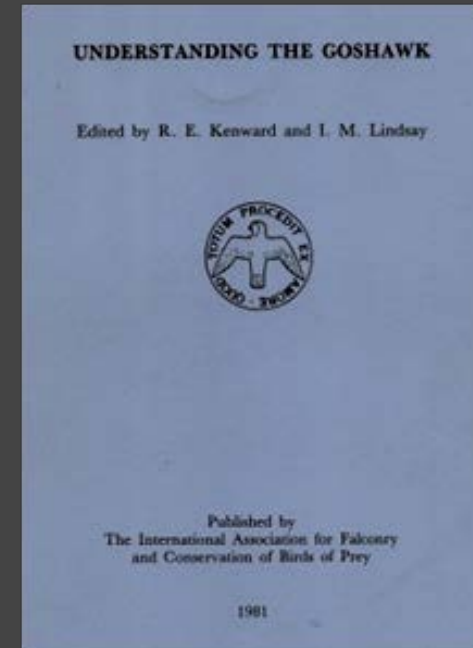 UNDERSTANDING THE GOSHAWK
Edited by R. E. Kenward and I. M. Lindsay
QUOD TOTUM PROCEDIT EX AMORE
Published by
The International Association for Falconry
and Conservation of Birds of Prey
1981